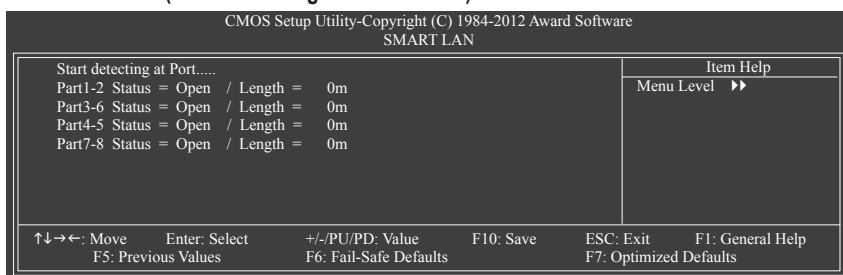 CMOS Setup Utility-Copyright (C) 1984-2012 Award Software
SMART LAN
Start detecting at Port.....
Part1-2 Status = Open / Length = 0m
Part3-6 Status = Open / Length = 0m
Part4-5 Status = Open / Length = 0m
Part7-8 Status = Open / Length = 0m
Item Help
Menu Level ▶▶
↑↓→←: Move Enter: Select +/-/PU/PD: Value F10: Save ESC: Exit F1: General Help
F5: Previous Values F6: Fail-Safe Defaults F7: Optimized Defaults